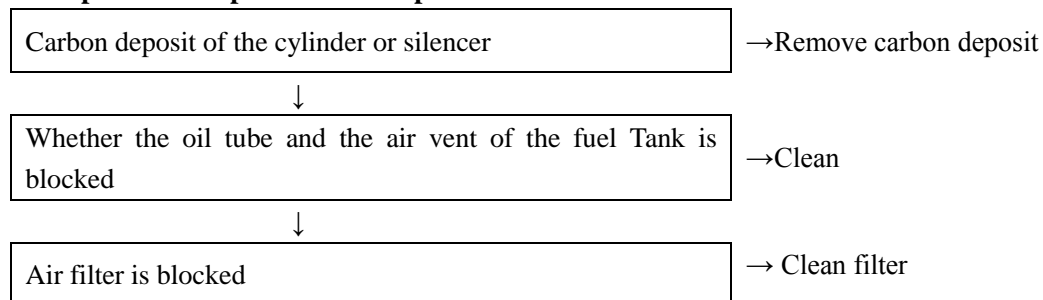 Carbon deposit of the cylinder or silencer
→Remove carbon deposit
↓
Whether the oil tube and the air vent of the fuel Tank is
blocked
→Clean
↓
Air filter is blocked
→ Clean filter